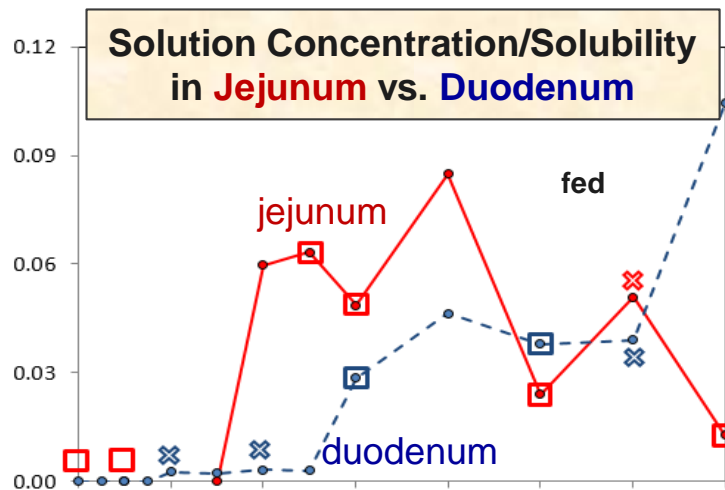 Solution Concentration/Solubility
in Jejunum vs. Duodenum
0.12
0.09
fed
jejunum
0.06
0.03
duodenum
0.00